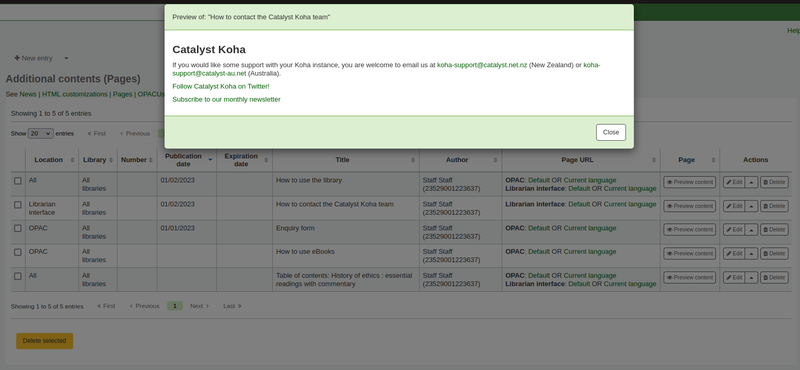 Preview of: "How to contact the Catalyst Koha team"
Catalyst Koha
If you would like some support with your Koha instance, you are welcome to email us at koha-support@catalyst.net.nz (New Zealand) or koha-
support@catalyst-au.net (Australia).
Follow Catalyst Koha on Twitter!
Subscribe to our monthly newsletter
Close
Help
New entry
Additional contents (Pages)
See News | HTML customizations | Pages | OPACUs
Showing 1 to 5 of 5 entries
Show 20 entries First Previous
Location Library Number Publication date Expiration date Title Author Page URL Page Actions
All All libraries 01/02/2023 How to use the library Staff Staff (23529001223637) OPAC: Default OR Current language Preview content Edit Delete
Librarian interface: Default OR Current language
Librarian interface All libraries 01/02/2023 How to contact the Catalyst Koha team Staff Staff (23529001223637) Librarian interface: Default OR Current language Preview content Edit Delete
OPAC All libraries 01/01/2023 Enquiry form Staff Staff (23529001223637) OPAC: Default OR Current language Preview content Edit Delete
OPAC All libraries How to use eBooks Staff Staff (23529001223637) OPAC: Default OR Current language Preview content Edit Delete
All All libraries Table of contents: History of ethics : essential readings with commentary Staff Staff (23529001223637) OPAC: Default OR Current language Preview content Edit Delete
Librarian interface: Default OR Current language
Showing 1 to 5 of 5 entries First Previous 1 Next Last
Delete selected